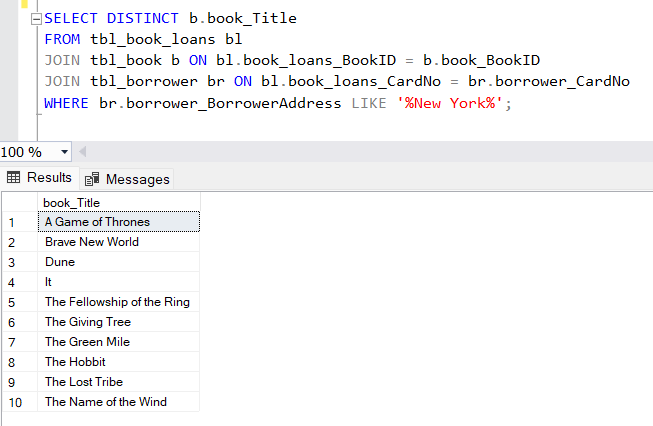 SELECT DISTINCT b.book_Title
FROM tbl_book_loans bl
JOIN tbl_book b ON bl.book_loans_BookID = b.book_BookID
JOIN tbl_borrower br ON bl.book_loans_CardNo = br.borrower_CardNo
WHERE br.borrower_BorrowerAddress LIKE '%New York%';
100 %
Results Messages
book_Title
1 A Game of Thrones
2 Brave New World
3 Dune
4 It
5 The Fellowship of the Ring
6 The Giving Tree
7 The Green Mile
8 The Hobbit
9 The Lost Tribe
10 The Name of the Wind